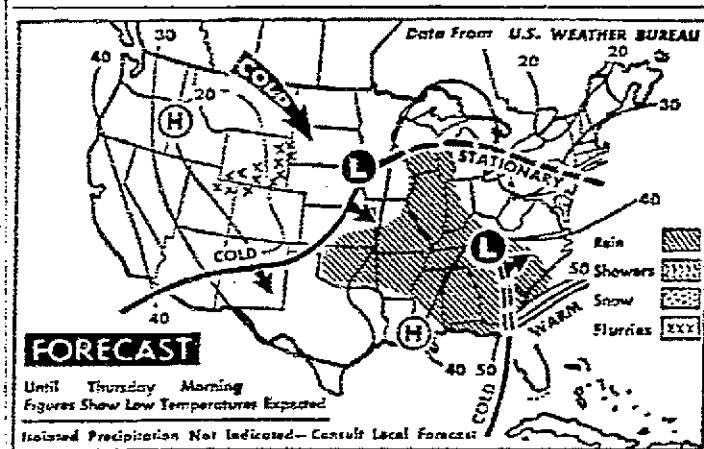 Data From U.S. WEATHER BUREAU
30
40
20
20
COLD
20
30
H
L
STATIONARY
40
COLD
L
Rain
50 Showers
Snow
Flurries
40
WARM
H
40 50
COLD
FORECAST
Until Thursday Morning
Figures Show Low Temperatures Expected
Isolated Precipitation Not Indicated—Consult Local Forecast